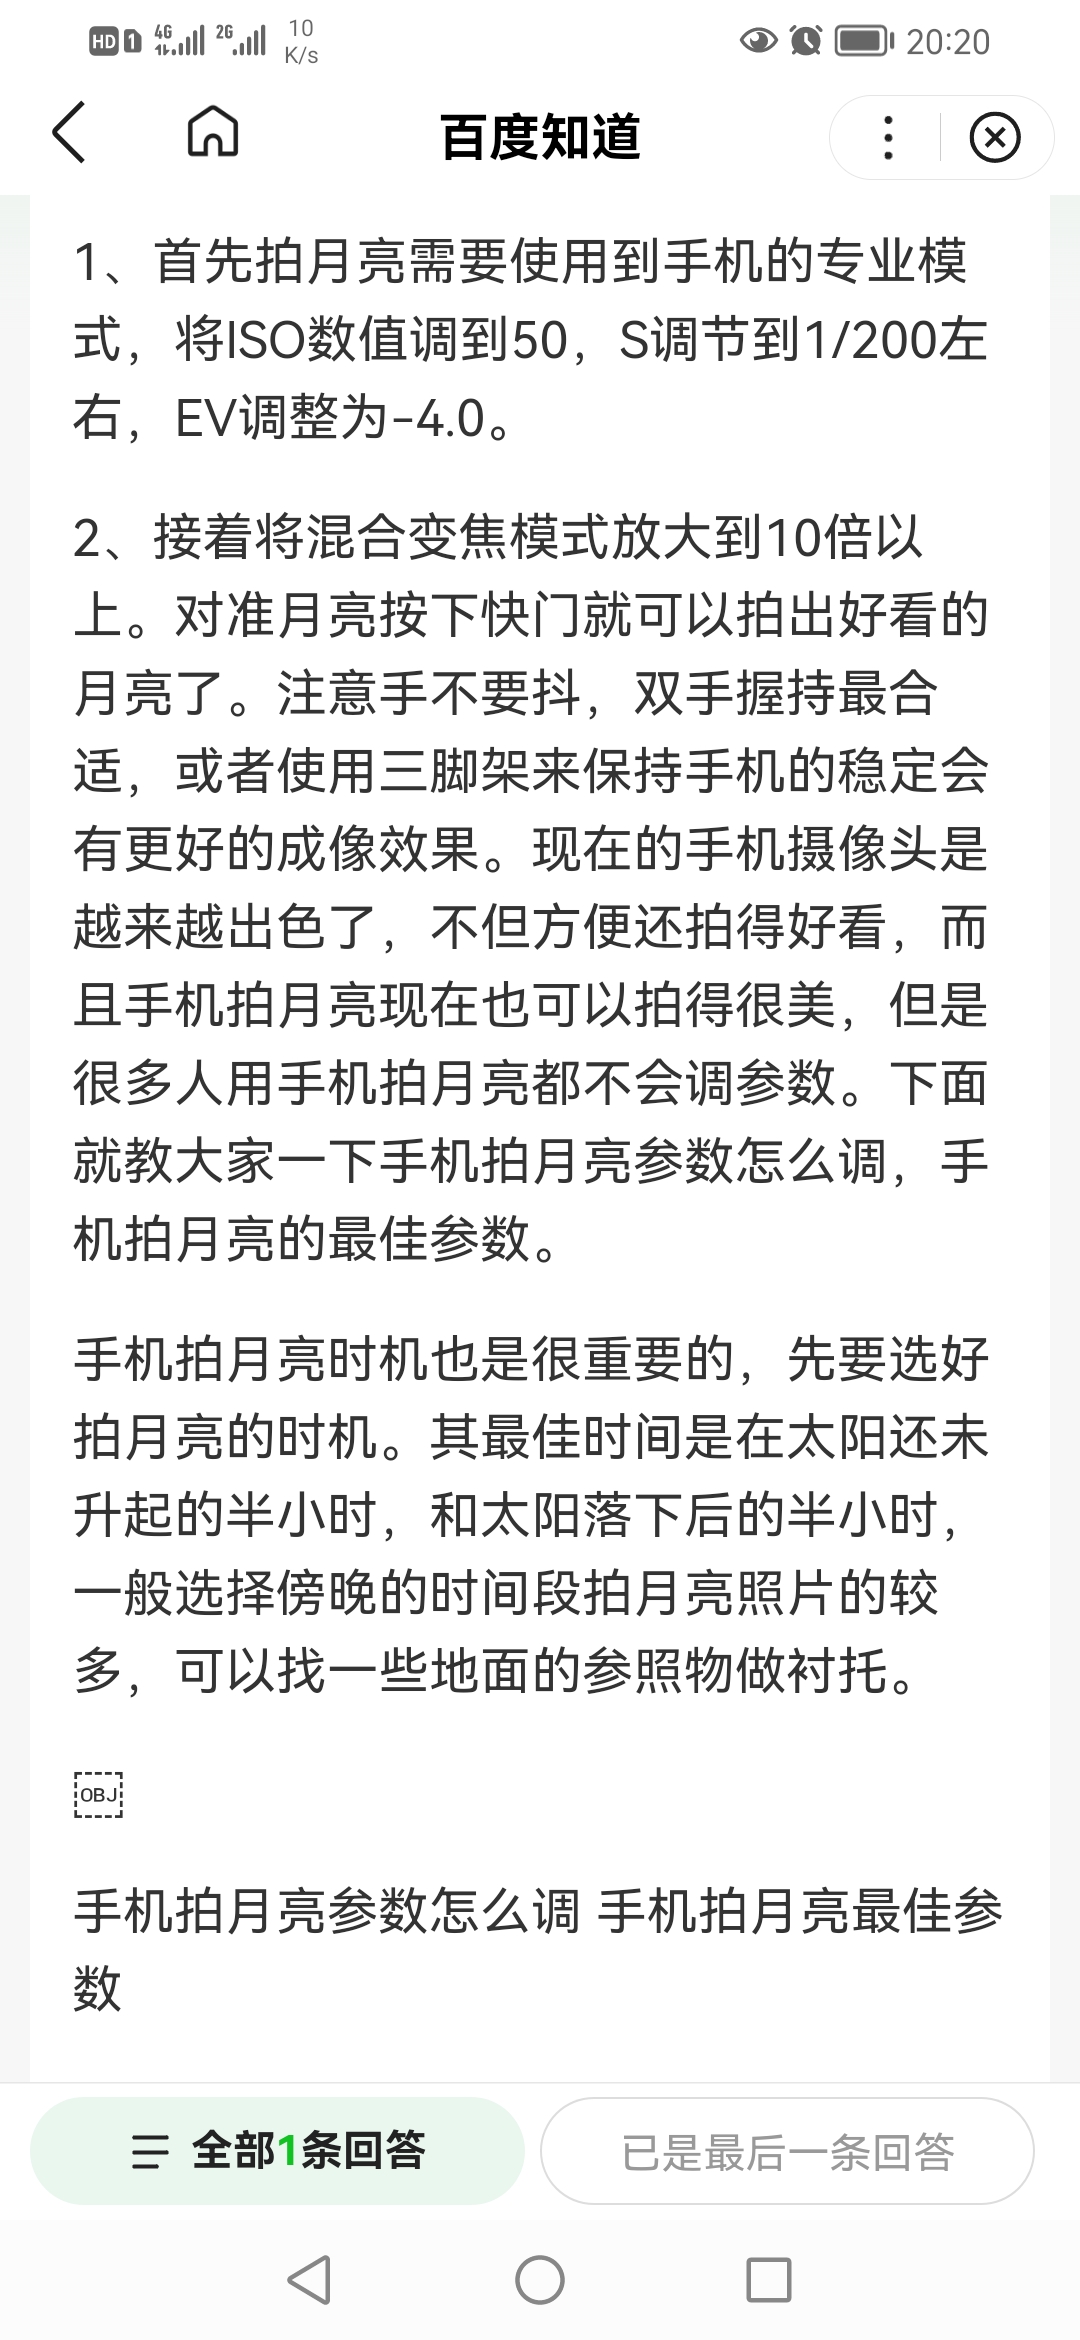 HD 1 4G 2G 10 K/s 20:20
百度知道
1、首先拍月亮需要使用到手机的专业模
式，将ISO数值调到50，S调节到1/200左
右，EV调整为-4.0。
2、接着将混合变焦模式放大到10倍以
上。对准月亮按下快门就可以拍出好看的
月亮了。注意手不要抖，双手握持最合
适，或者使用三脚架来保持手机的稳定会
有更好的成像效果。现在的手机摄像头是
越来越出色了，不但方便还拍得好看，而
且手机拍月亮现在也可以拍得很美，但是
很多人用手机拍月亮都不会调参数。下面
就教大家一下手机拍月亮参数怎么调，手
机拍月亮的最佳参数。
手机拍月亮时机也是很重要的，先要选好
拍月亮的时机。其最佳时间是在太阳还未
升起的半小时，和太阳落下后的半小时，
一般选择傍晚的时间段拍月亮照片的较
多，可以找一些地面的参照物做衬托。
OBJ
手机拍月亮参数怎么调 手机拍月亮最佳参
数
全部1条回答
已是最后一条回答